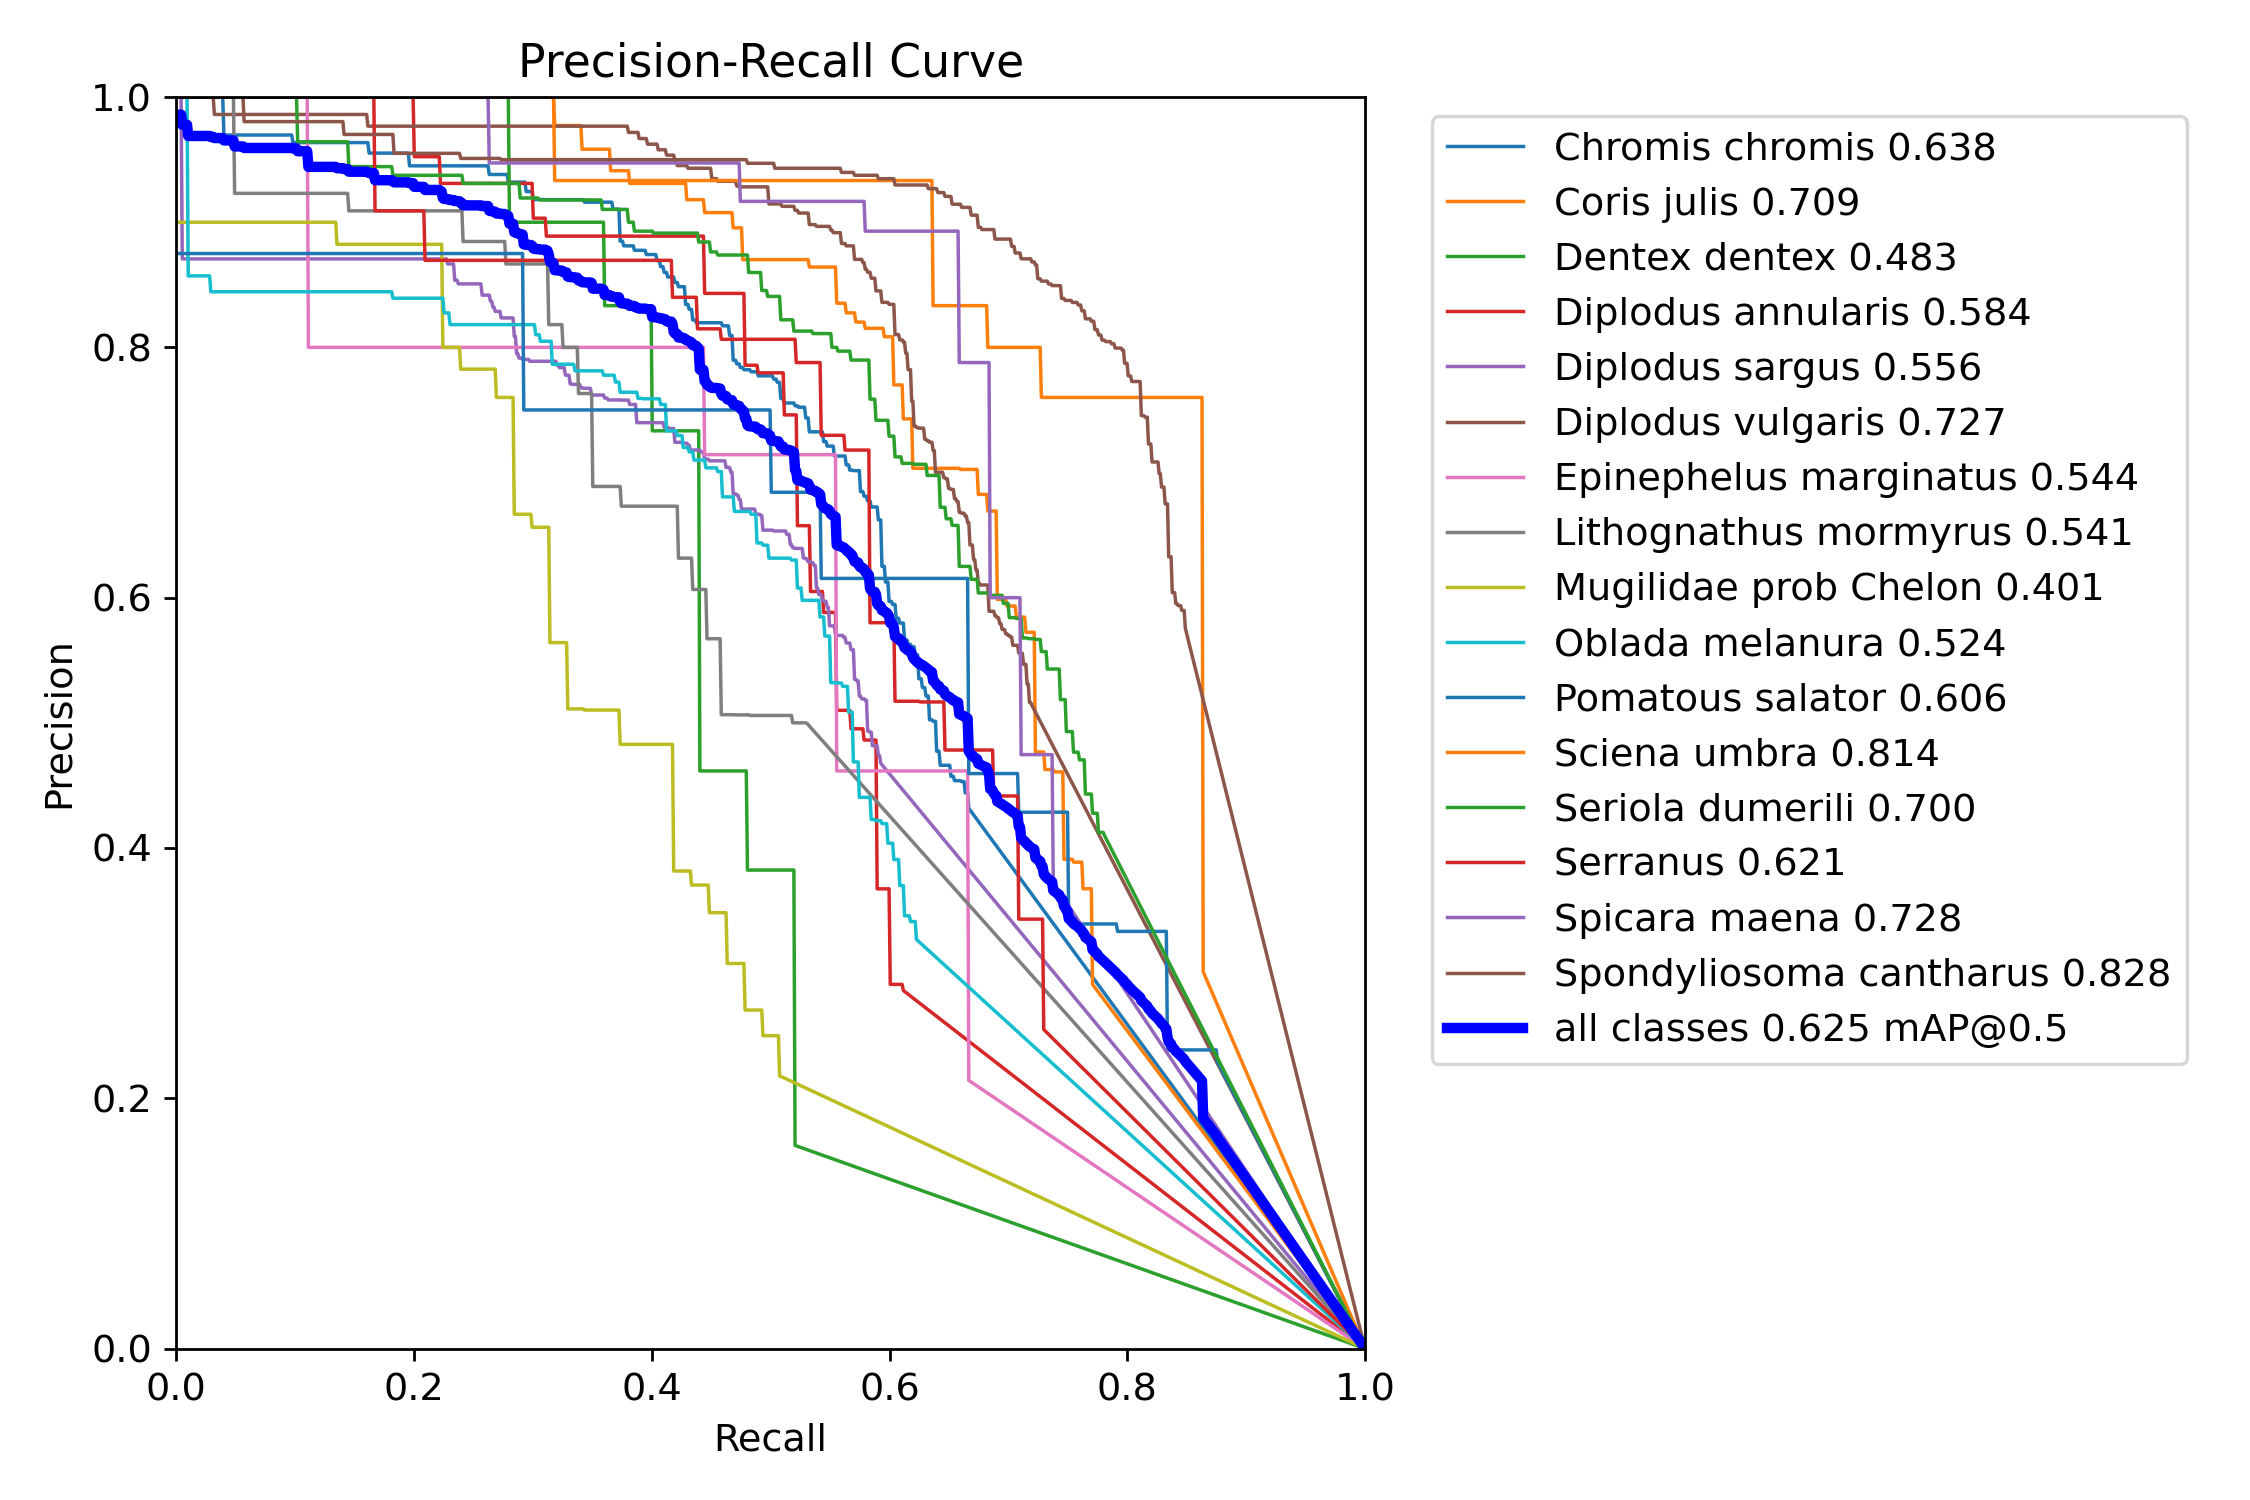 Precision-Recall Curve
1.0
0.8
0.6
0.4
0.2
0.0
Precision
0.0 0.2 0.4 0.6 0.8 1.0
Recall
Chromis chromis 0.638
Coris julis 0.709
Dentex dentex 0.483
Diplodus annularis 0.584
Diplodus sargus 0.556
Diplodus vulgaris 0.727
Epinephelus marginatus 0.544
Lithognathus mormyrus 0.541
Mugilidae prob Chelon 0.401
Oblada melanura 0.524
Pomatous salator 0.606
Sciena umbra 0.814
Seriola dumerili 0.700
Serranus 0.621
Spicara maena 0.728
Spondyliosoma cantharus 0.828
all classes 0.625 mAP@0.5